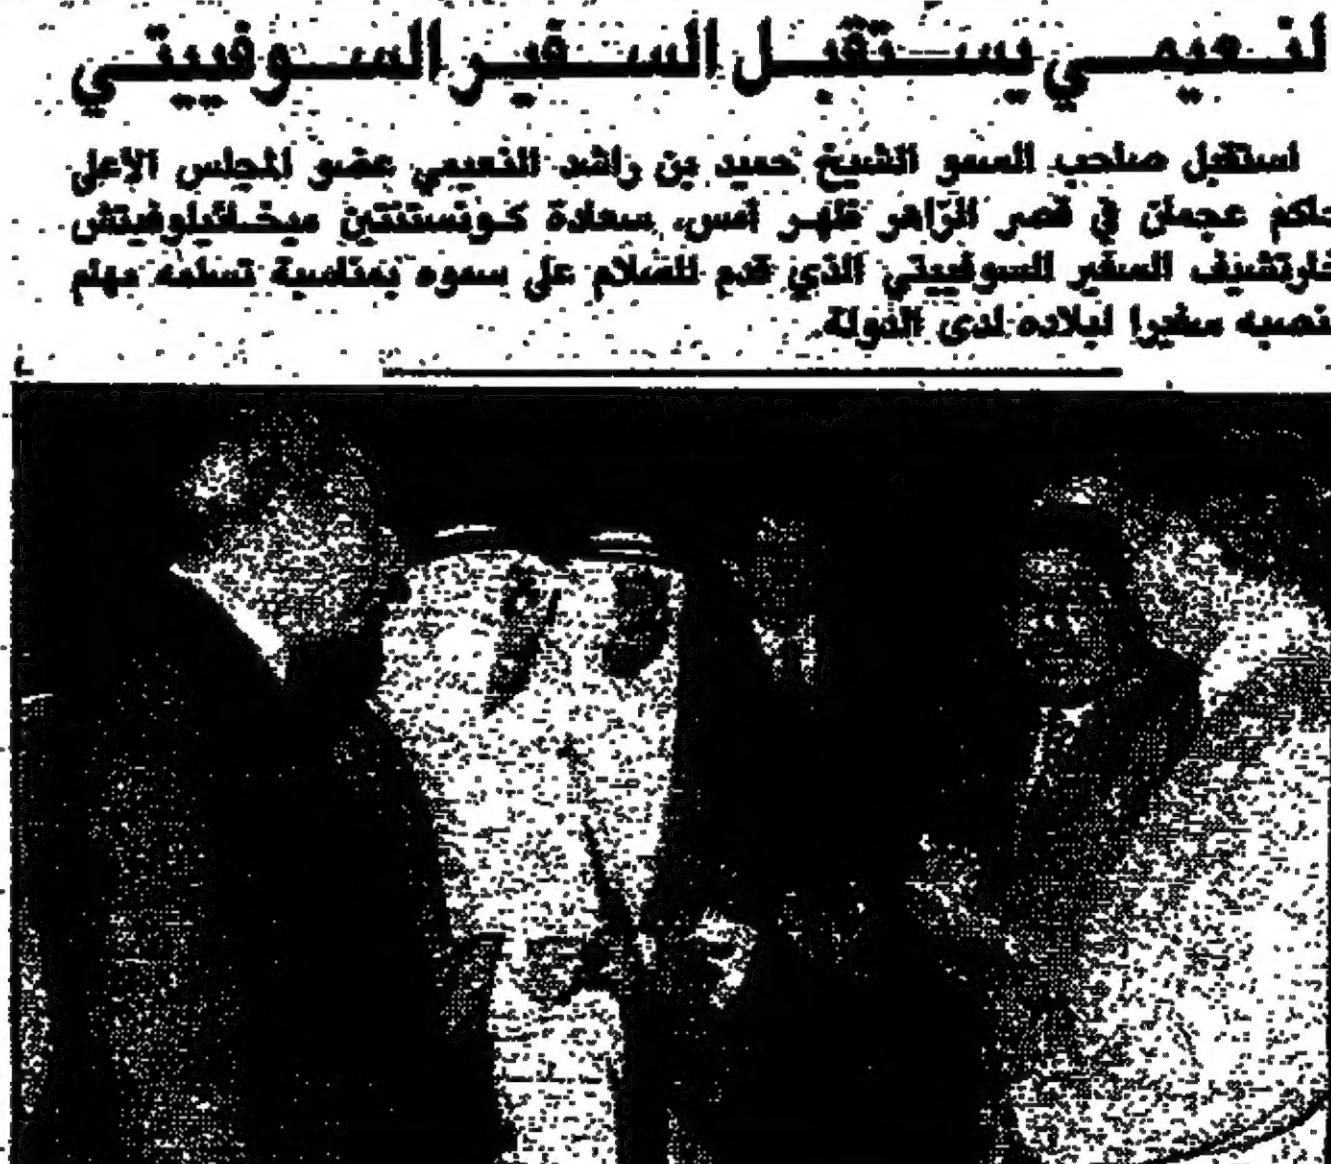 لنعيمي يستقبل السفير السوفييتي
استقبل صاحب السمو الشيخ حميد بن راشد النعيمي عضو المجلس الأعلى
حاكم عجمان في قصر الزاهر ظهر أمس، سعادة كونستنتين ميخائيلوفيتش
خارتشيف السفير السوفييتي الذي قدم للسلام على سموه بمناسبة تسلمه مهام
نصبه سفيرا لبلاده لدى الدولة.